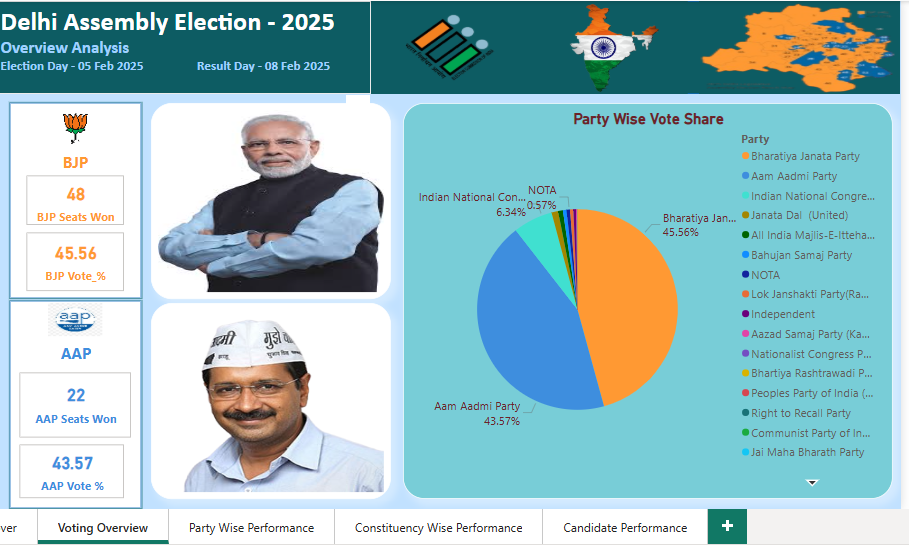 Delhi Assembly Election - 2025
Overview Analysis
Election Day - 05 Feb 2025
Result Day - 08 Feb 2025
BJP
48
BJP Seats Won
45.56
BJP Vote_%
aap
AAP
22
AAP Seats Won
43.57
AAP Vote %
मुझे
Party Wise Vote Share
NOTA
0.57%
Indian National Con...
6.34%
Bharatiya Jan...
45.56%
Aam Aadmi Party
43.57%
Party
Bharatiya Janata Party
Aam Aadmi Party
Indian National Congre...
Janata Dal (United)
All India Majlis-E-Itteha...
Bahujan Samaj Party
NOTA
Lok Janshakti Party(Ra...
Independent
Aazad Samaj Party (Ka...
Nationalist Congress P...
Bhartiya Rashtrawadi P...
Peoples Party of India (...
Right to Recall Party
Communist Party of In...
Jai Maha Bharath Party
ver
Voting Overview
Party Wise Performance
Constituency Wise Performance
Candidate Performance
+